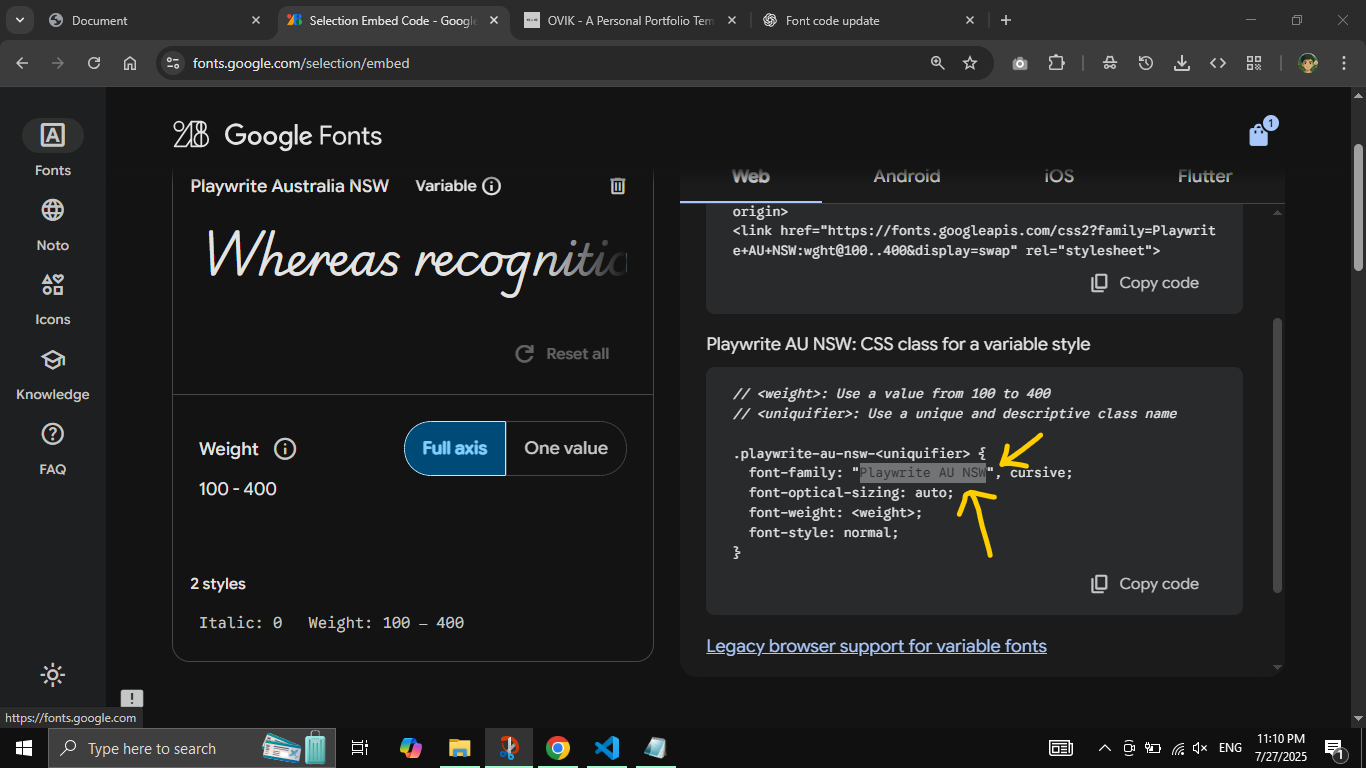 Document
Selection Embed Code - Google
OVIK - A Personal Portfolio Tem
Font code update
fonts.google.com/selection/embed
Fonts
Noto
Icons
Knowledge
FAQ
Google Fonts
1
Playwrite Australia NSW
Variable
Whereas recognitio
Reset all
Weight
Full axis
One value
100 - 400
2 styles
Italic: 0 Weight: 100 — 400
Web
Android
iOS
Flutter
origin>
<link href="https://fonts.googleapis.com/css2?family=Playwrit
e+AU+NSW:wght@100..400&display=swap" rel="stylesheet">
Copy code
Playwrite AU NSW: CSS class for a variable style
// <weight>: Use a value from 100 to 400
// <uniquifier>: Use a unique and descriptive class name
.playwrite-au-nsw-<uniquifier> {
font-family: "Playwrite AU NSW", cursive;
font-optical-sizing: auto;
font-weight: <weight>;
font-style: normal;
}
Copy code
Legacy browser support for variable fonts
https://fonts.google.com
Type here to search
ENG
11:10 PM
7/27/2025
1